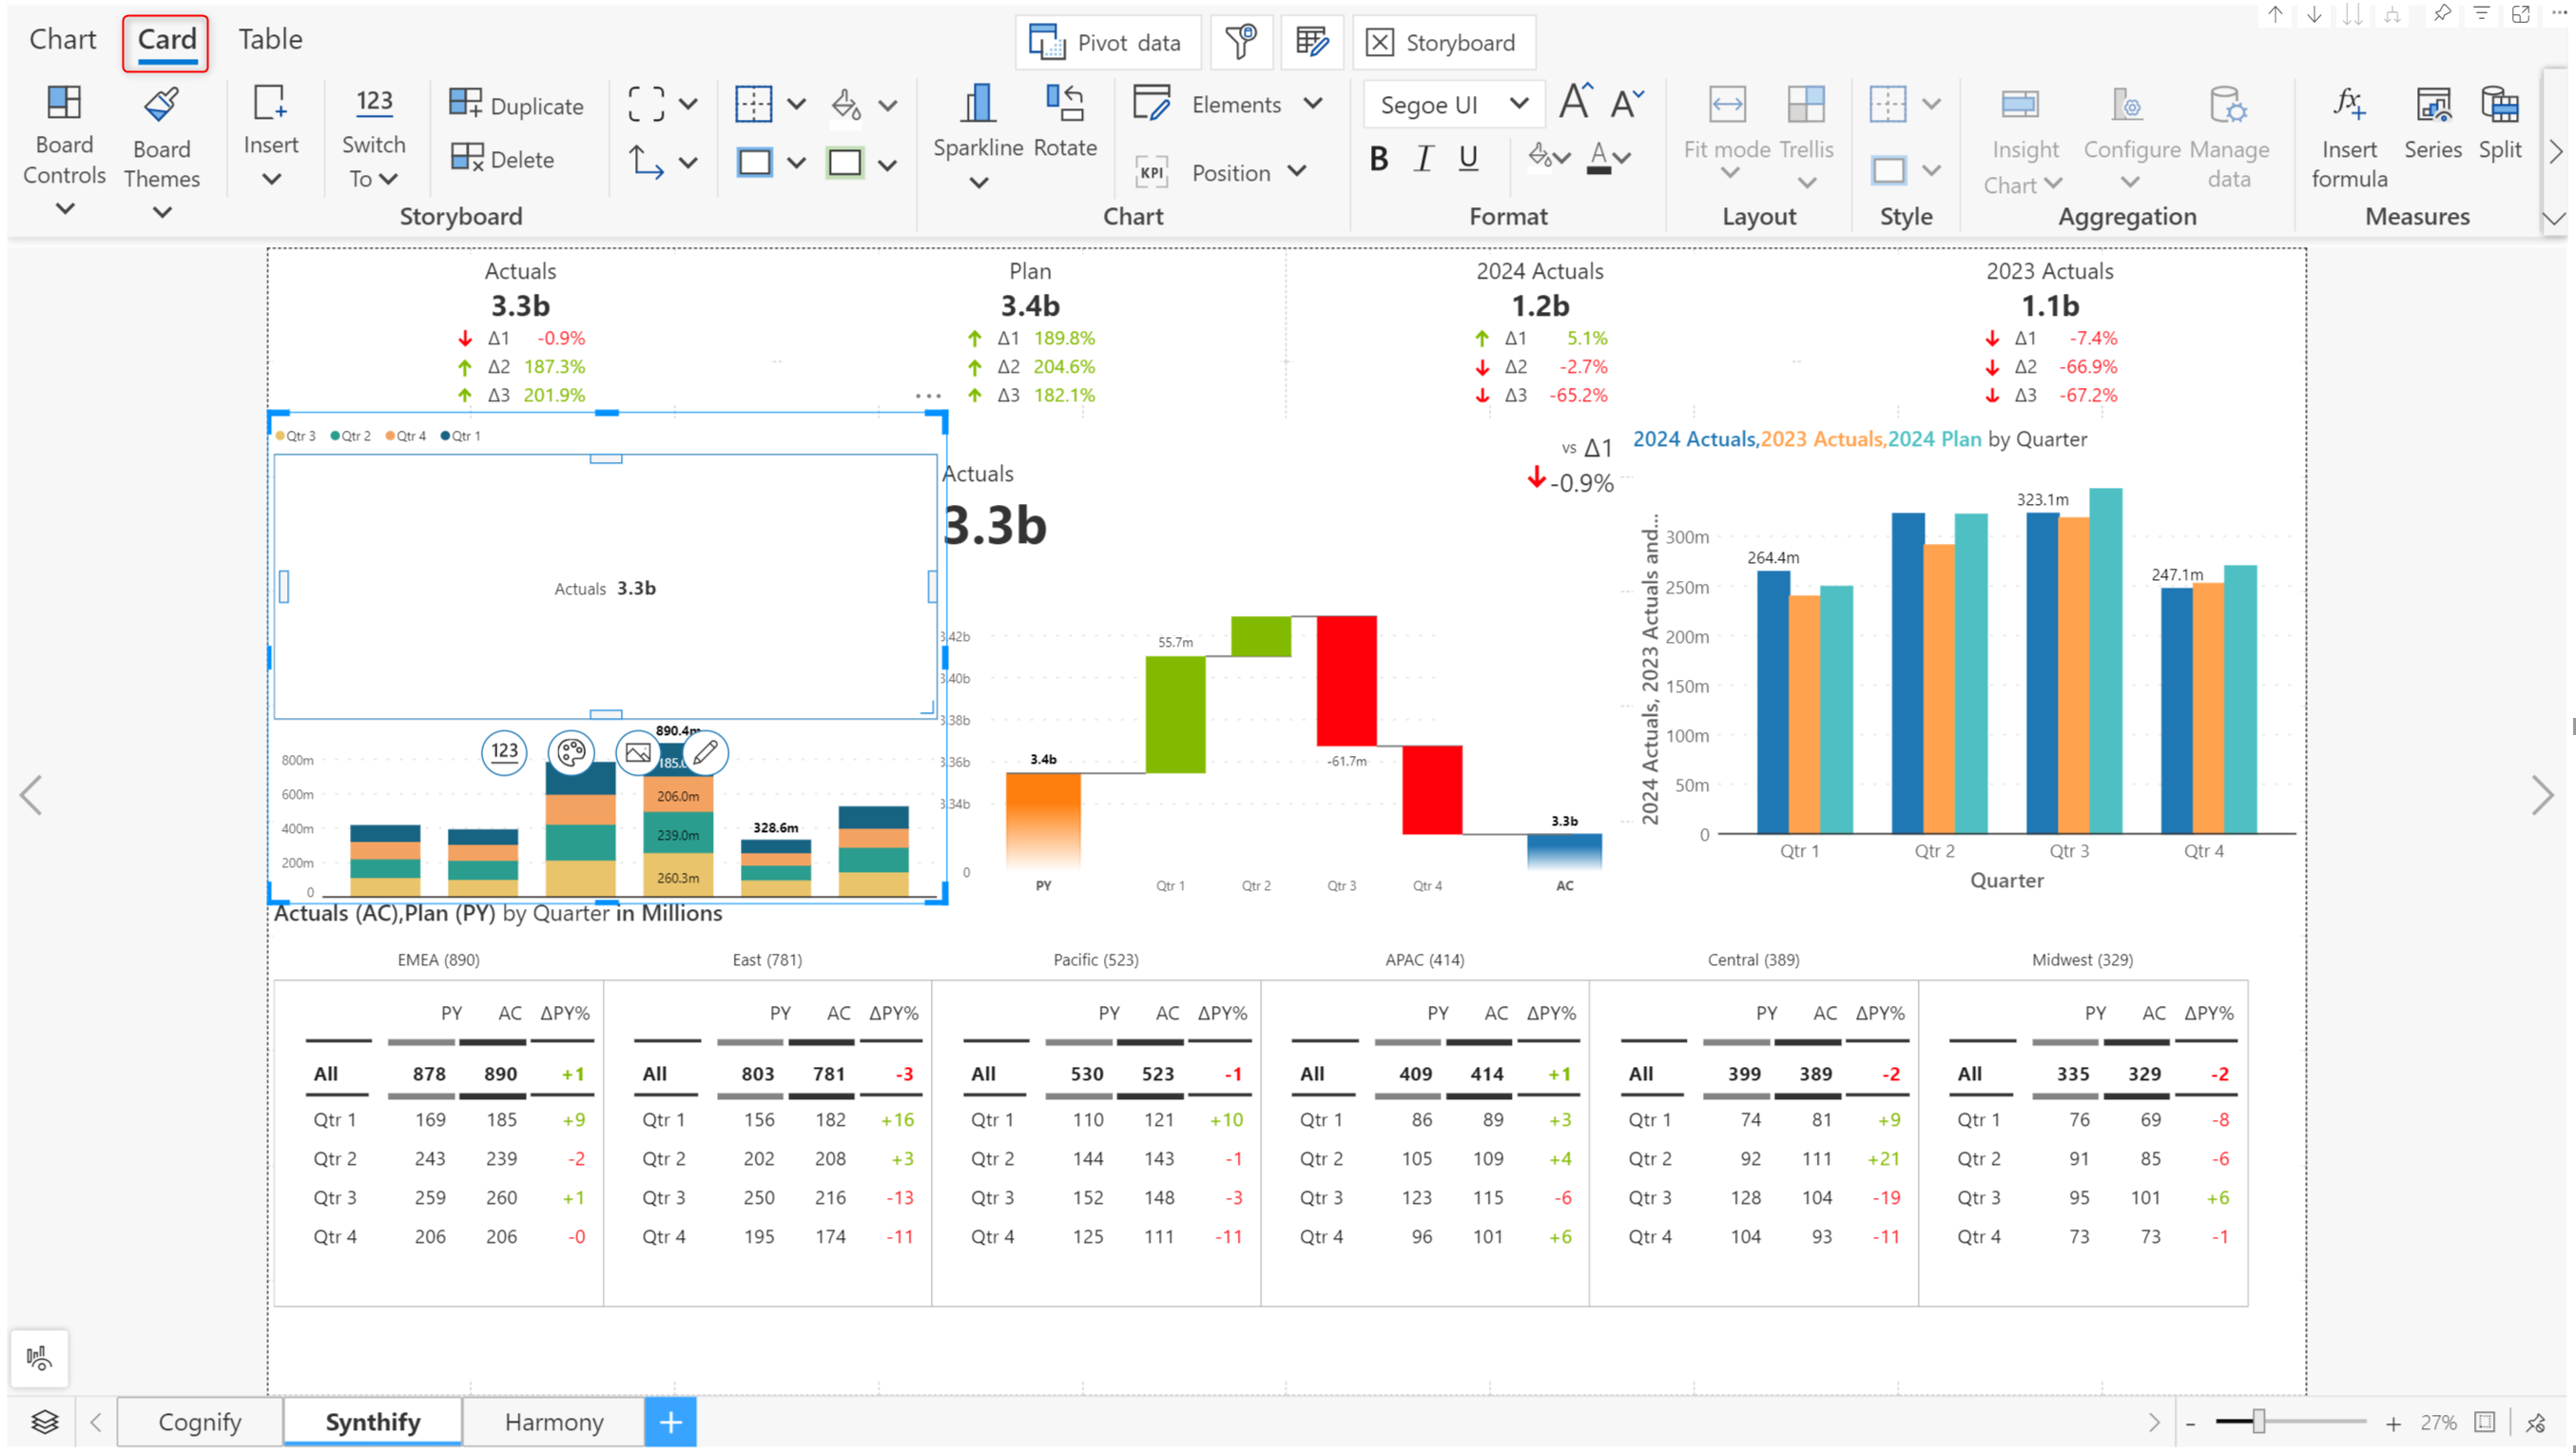 Chart Card Table
Pivot data Storyboard
Board Controls
Board Themes
Insert
123
Switch To
Duplicate
Delete
Storyboard
Sparkline
Rotate
Elements
KPI Position
Chart
Segoe UI A A
B I U A
Format
Fit mode
Trellis
Layout
Style
Insight Chart
Configure
Manage data
Aggregation
fx
Insert formula
Series
Split
Measures
Actuals
3.3b
Δ1 -0.9%
Δ2 187.3%
Δ3 201.9%
Plan
3.4b
Δ1 189.8%
Δ2 204.6%
Δ3 182.1%
2024 Actuals
1.2b
Δ1 5.1%
Δ2 -2.7%
Δ3 -65.2%
2023 Actuals
1.1b
Δ1 -7.4%
Δ2 -66.9%
Δ3 -67.2%
Qtr 3 Qtr 2 Qtr 4 Qtr 1
Actuals 3.3b
123
890.4m
185.0
206.0m
239.0m
260.3m
328.6m
800m
600m
400m
200m
0
Actuals
3.3b
vs Δ1
-0.9%
3.42b
3.40b
3.38b
3.36b
3.34b
0
3.4b
55.7m
-61.7m
3.3b
PY Qtr 1 Qtr 2 Qtr 3 Qtr 4 AC
2024 Actuals,2023 Actuals,2024 Plan by Quarter
2024 Actuals, 2023 Actuals and...
300m
250m
200m
150m
100m
50m
0
264.4m
323.1m
247.1m
Qtr 1 Qtr 2 Qtr 3 Qtr 4
Quarter
Actuals (AC),Plan (PY) by Quarter in Millions
EMEA (890)
PY AC ΔPY%
All 878 890 +1
Qtr 1 169 185 +9
Qtr 2 243 239 -2
Qtr 3 259 260 +1
Qtr 4 206 206 -0
East (781)
PY AC ΔPY%
All 803 781 -3
Qtr 1 156 182 +16
Qtr 2 202 208 +3
Qtr 3 250 216 -13
Qtr 4 195 174 -11
Pacific (523)
PY AC ΔPY%
All 530 523 -1
Qtr 1 110 121 +10
Qtr 2 144 143 -1
Qtr 3 152 148 -3
Qtr 4 125 111 -11
APAC (414)
PY AC ΔPY%
All 409 414 +1
Qtr 1 86 89 +3
Qtr 2 105 109 +4
Qtr 3 123 115 -6
Qtr 4 96 101 +6
Central (389)
PY AC ΔPY%
All 399 389 -2
Qtr 1 74 81 +9
Qtr 2 92 111 +21
Qtr 3 128 104 -19
Qtr 4 104 93 -11
Midwest (329)
PY AC ΔPY%
All 335 329 -2
Qtr 1 76 69 -8
Qtr 2 91 85 -6
Qtr 3 95 101 +6
Qtr 4 73 73 -1
Cognify Synthify Harmony +
- + 27%